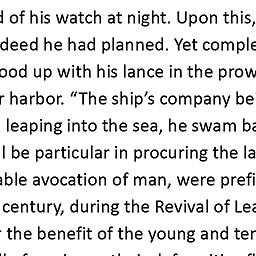 d of his watch at night. Upon this,
deed he had planned. Yet comple
ood up with his lance in the prow
r harbor. “The ship’s company be
leaping into the sea, he swam ba
l be particular in procuring the la
able avocation of man, were prefi
century, during the Revival of Lea
r the benefit of the young and ten